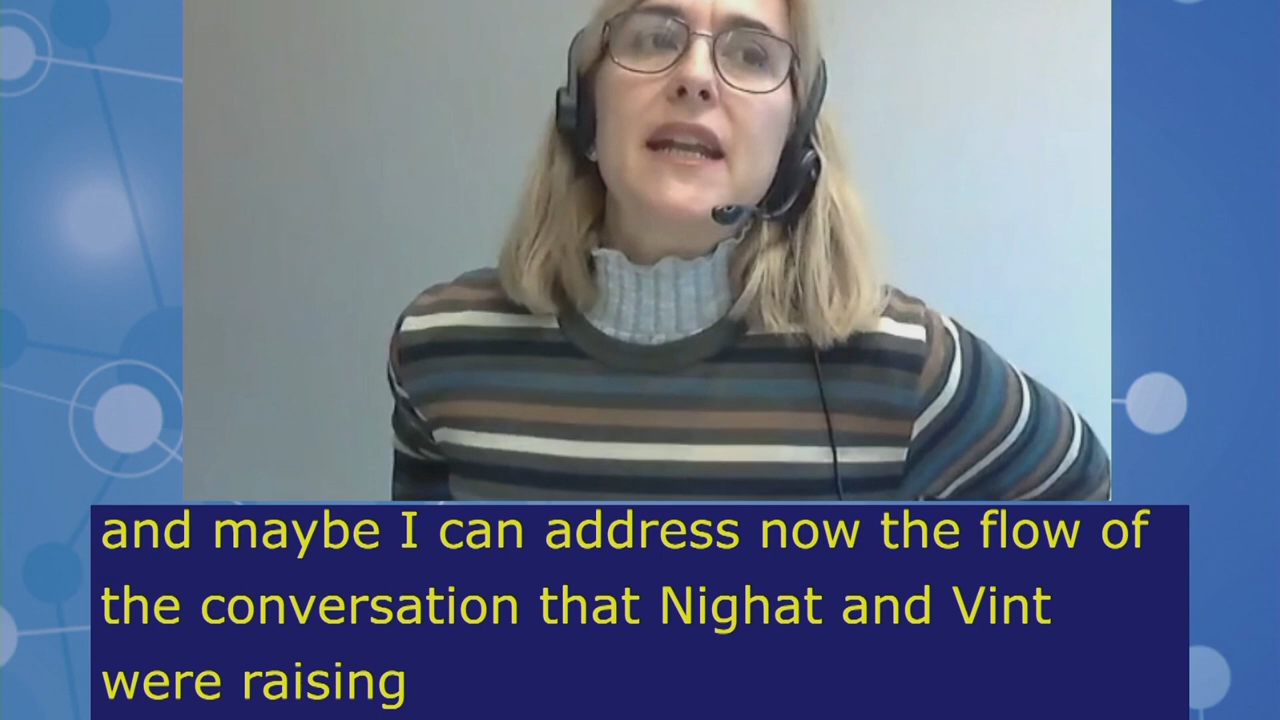 and maybe I can address now the flow of
the conversation that Nighat and Vint
were raising